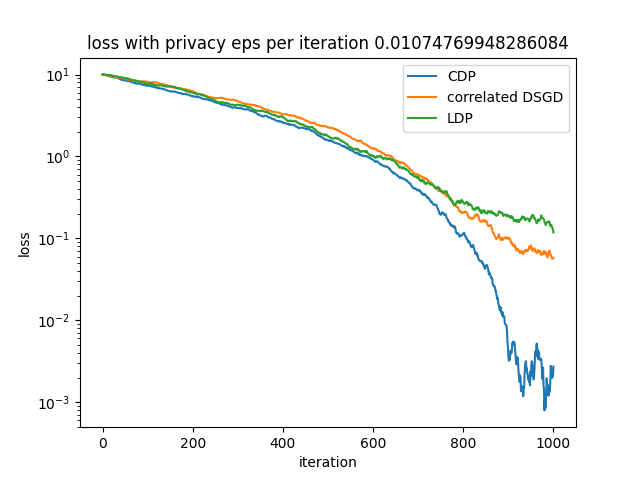 loss with privacy eps per iteration 0.01074769948286084
CDP
correlated DSGD
LDP
10¹
10⁰
10⁻¹
10⁻²
10⁻³
loss
0 200 400 600 800 1000
iteration